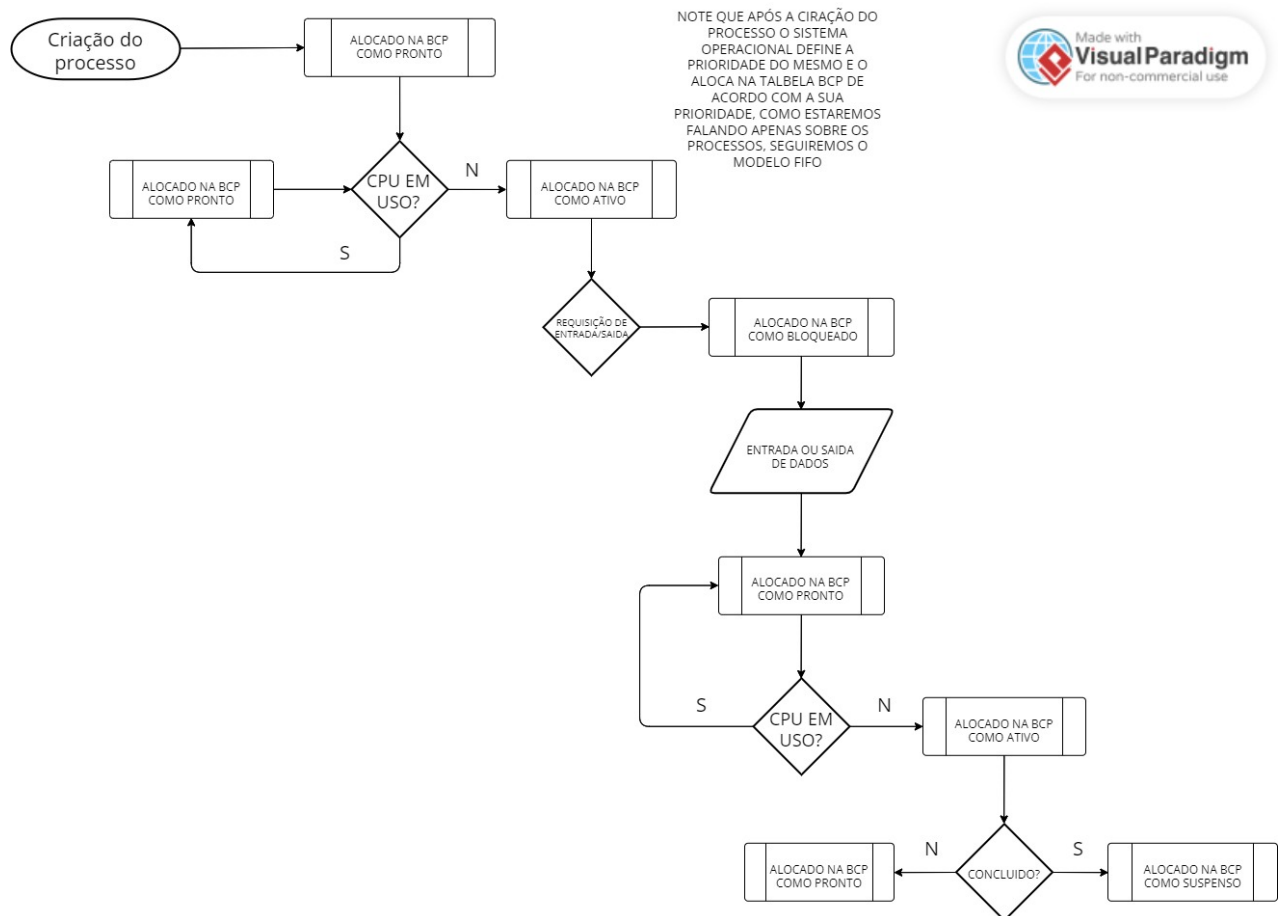 Criação do
processo
ALOCADO NA BCP
COMO PRONTO
NOTE QUE APÓS A CIRAÇÃO DO
PROCESSO O SISTEMA
OPERACIONAL DEFINE A
PRIORIDADE DO MESMO E O
ALOCA NA TALBELA BCP DE
ACORDO COM A SUA
PRIORIDADE, COMO ESTAREMOS
FALANDO APENAS SOBRE OS
PROCESSOS, SEGUIREMOS O
MODELO FIFO
Made with
Visual Paradigm
For non-commercial use
ALOCADO NA BCP
COMO PRONTO
CPU EM
USO?
N
ALOCADO NA BCP
COMO ATIVO
S
REQUISIÇÃO DE
ENTRADA/SAIDA
ALOCADO NA BCP
COMO BLOQUEADO
ENTRADA OU SAIDA
DE DADOS
ALOCADO NA BCP
COMO PRONTO
S
CPU EM
USO?
N
ALOCADO NA BCP
COMO ATIVO
ALOCADO NA BCP
COMO PRONTO
N
CONCLUIDO?
S
ALOCADO NA BCP
COMO SUSPENSO